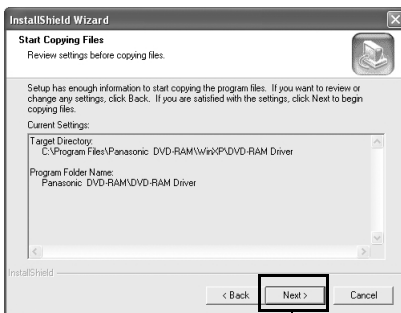 InstallShield Wizard
Start Copying Files
Review settings before copying files.
Setup has enough information to start copying the program files. If you want to review or
change any settings, click Back. If you are satisfied with the settings, click Next to begin
copying files.
Current Settings:
Target Directory:
C:\Program Files\Panasonic DVD-RAM\WinXP\DVD-RAM Driver
Program Folder Name:
Panasonic DVD-RAM\DVD-RAM Driver
InstallShield
< Back Next > Cancel